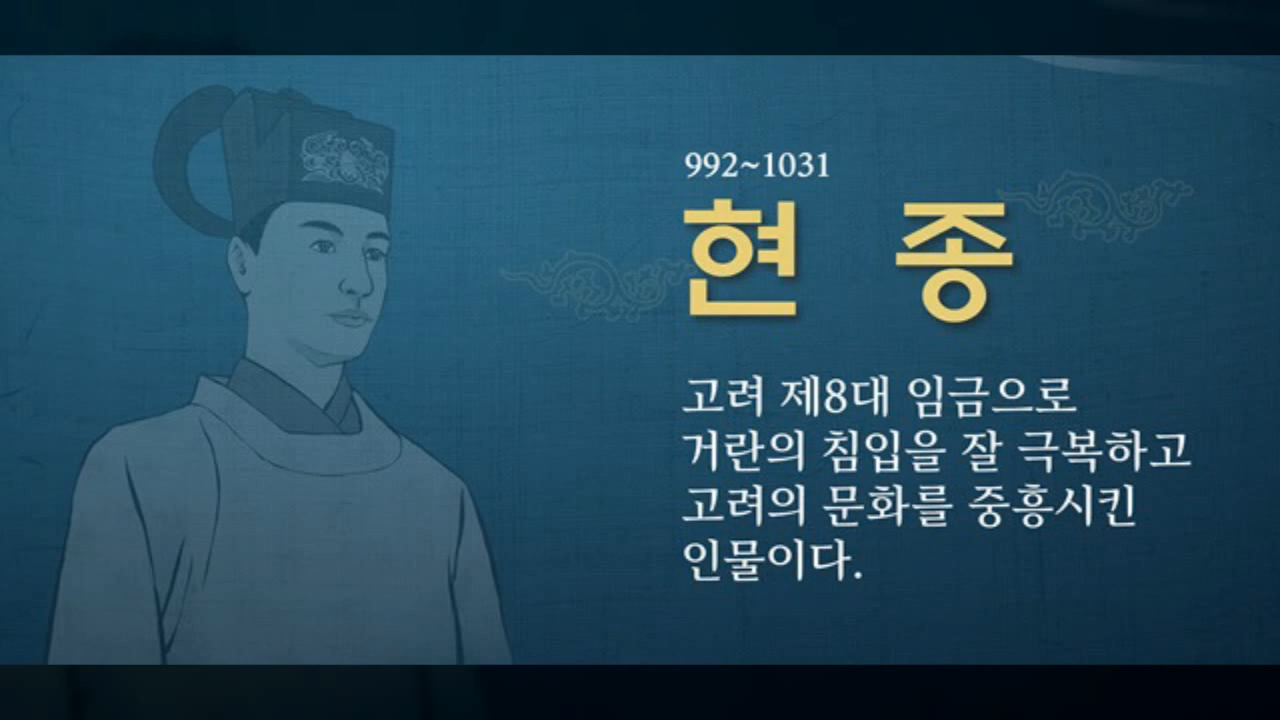 992~1031
현 종
고려 제8대 임금으로
거란의 침입을 잘 극복하고
고려의 문화를 중흥시킨
인물이다.